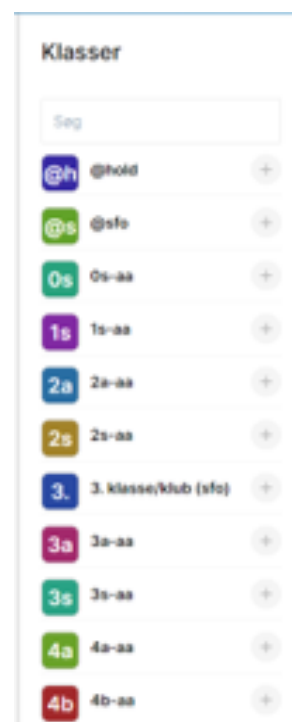 Klasser
Søg
@h @hold +
@s @sfo +
0s 0s-aa +
1s 1s-aa +
2a 2a-aa +
2s 2s-aa +
3. 3. klasse/klub (sfo) +
3a 3a-aa +
3s 3s-aa +
4a 4a-aa +
4b 4b-aa +